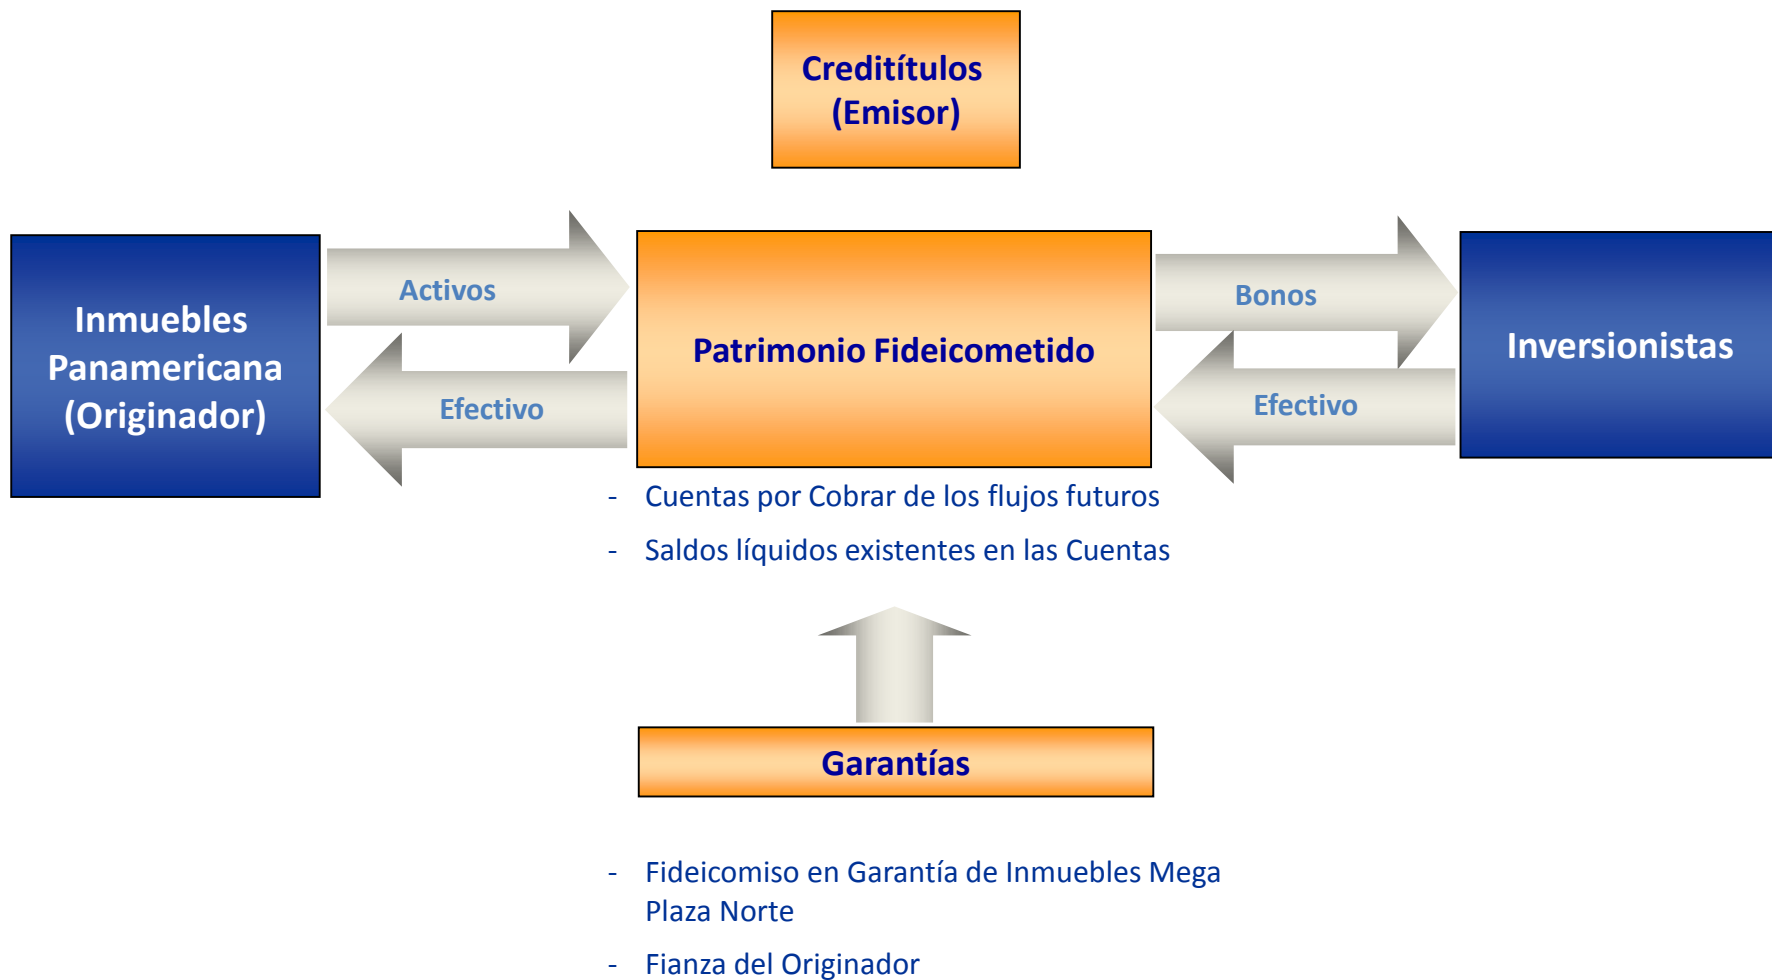 Creditítulos
(Emisor)
Inmuebles
Panamericana
(Originador)
Activos
Efectivo
Patrimonio Fideicometido
Bonos
Efectivo
Inversionistas
- Cuentas por Cobrar de los flujos futuros
- Saldos líquidos existentes en las Cuentas
Garantías
- Fideicomiso en Garantía de Inmuebles Mega
Plaza Norte
- Fianza del Originador